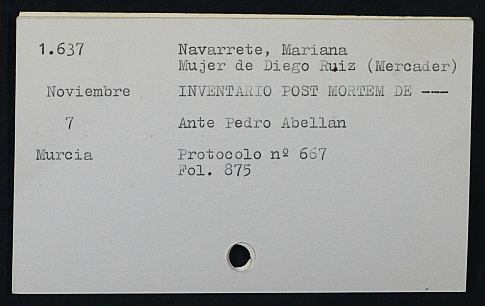 1.637 Navarrete, Mariana
Mujer de Diego Ruiz (Mercader)
Noviembre INVENTARIO POST MORTEM DE ---
7 Ante Pedro Abellan
Murcia Protocolo nº 667
Fol. 875